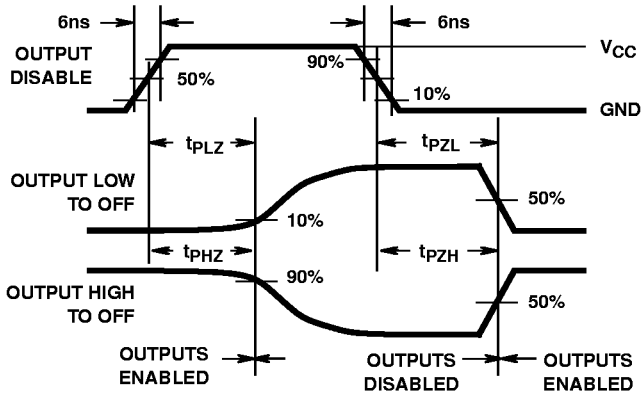 6ns
6ns
OUTPUT
DISABLE
50%
90%
10%
VCC
GND
tPLZ
tPZL
OUTPUT LOW
TO OFF
10%
50%
tPHZ
tPZH
OUTPUT HIGH
TO OFF
90%
50%
OUTPUTS
ENABLED
OUTPUTS
DISABLED
OUTPUTS
ENABLED